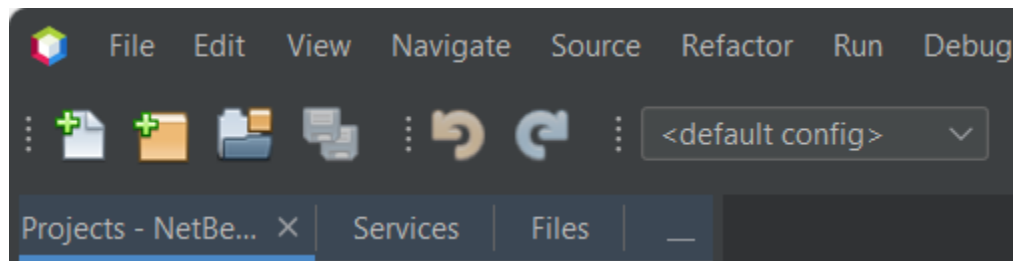 File Edit View Navigate Source Refactor Run Debug
<default config>
Projects - NetBe... Services Files